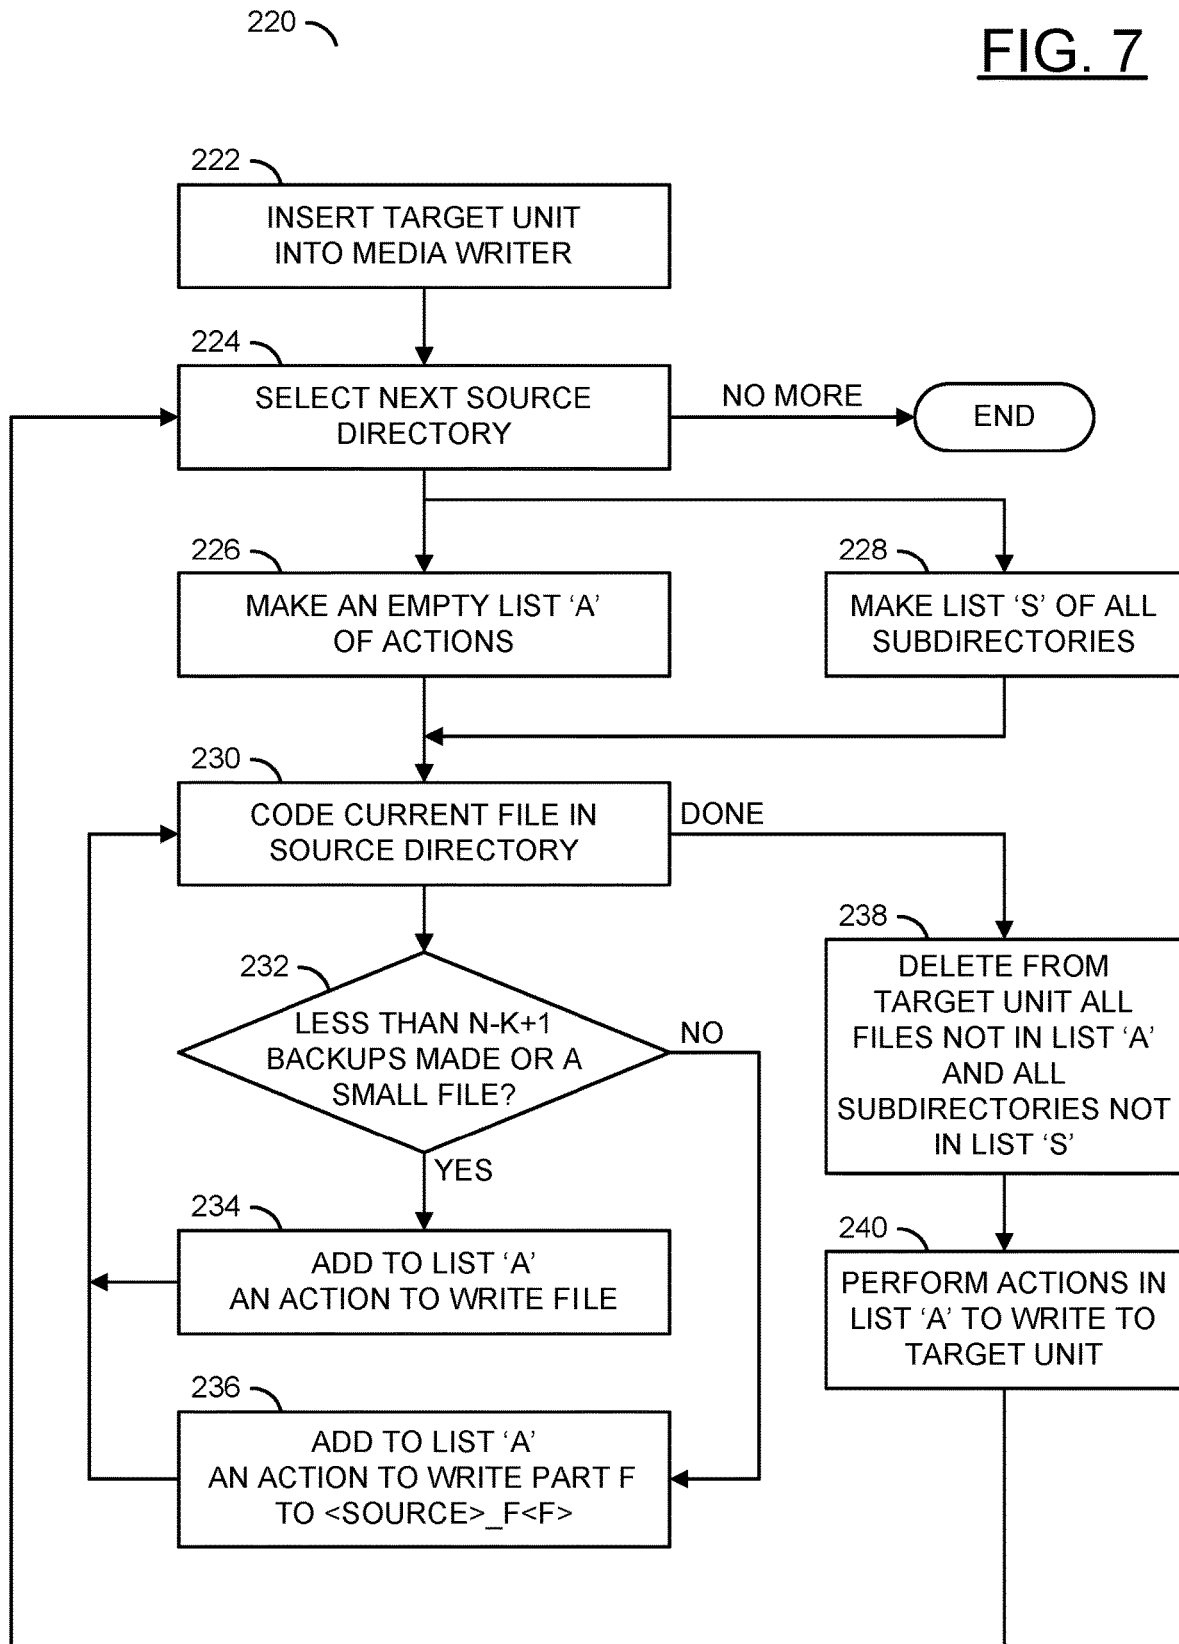 220
FIG. 7
222
INSERT TARGET UNIT
INTO MEDIA WRITER
224
SELECT NEXT SOURCE
DIRECTORY
NO MORE
END
226
MAKE AN EMPTY LIST ‘A’
OF ACTIONS
228
MAKE LIST ‘S’ OF ALL
SUBDIRECTORIES
230
CODE CURRENT FILE IN
SOURCE DIRECTORY
DONE
232
LESS THAN N-K+1
BACKUPS MADE OR A
SMALL FILE?
NO
YES
238
DELETE FROM
TARGET UNIT ALL
FILES NOT IN LIST ‘A’
AND ALL
SUBDIRECTORIES NOT
IN LIST ‘S’
234
ADD TO LIST ‘A’
AN ACTION TO WRITE FILE
240
PERFORM ACTIONS IN
LIST ‘A’ TO WRITE TO
TARGET UNIT
236
ADD TO LIST ‘A’
AN ACTION TO WRITE PART F
TO <SOURCE>_F<F>